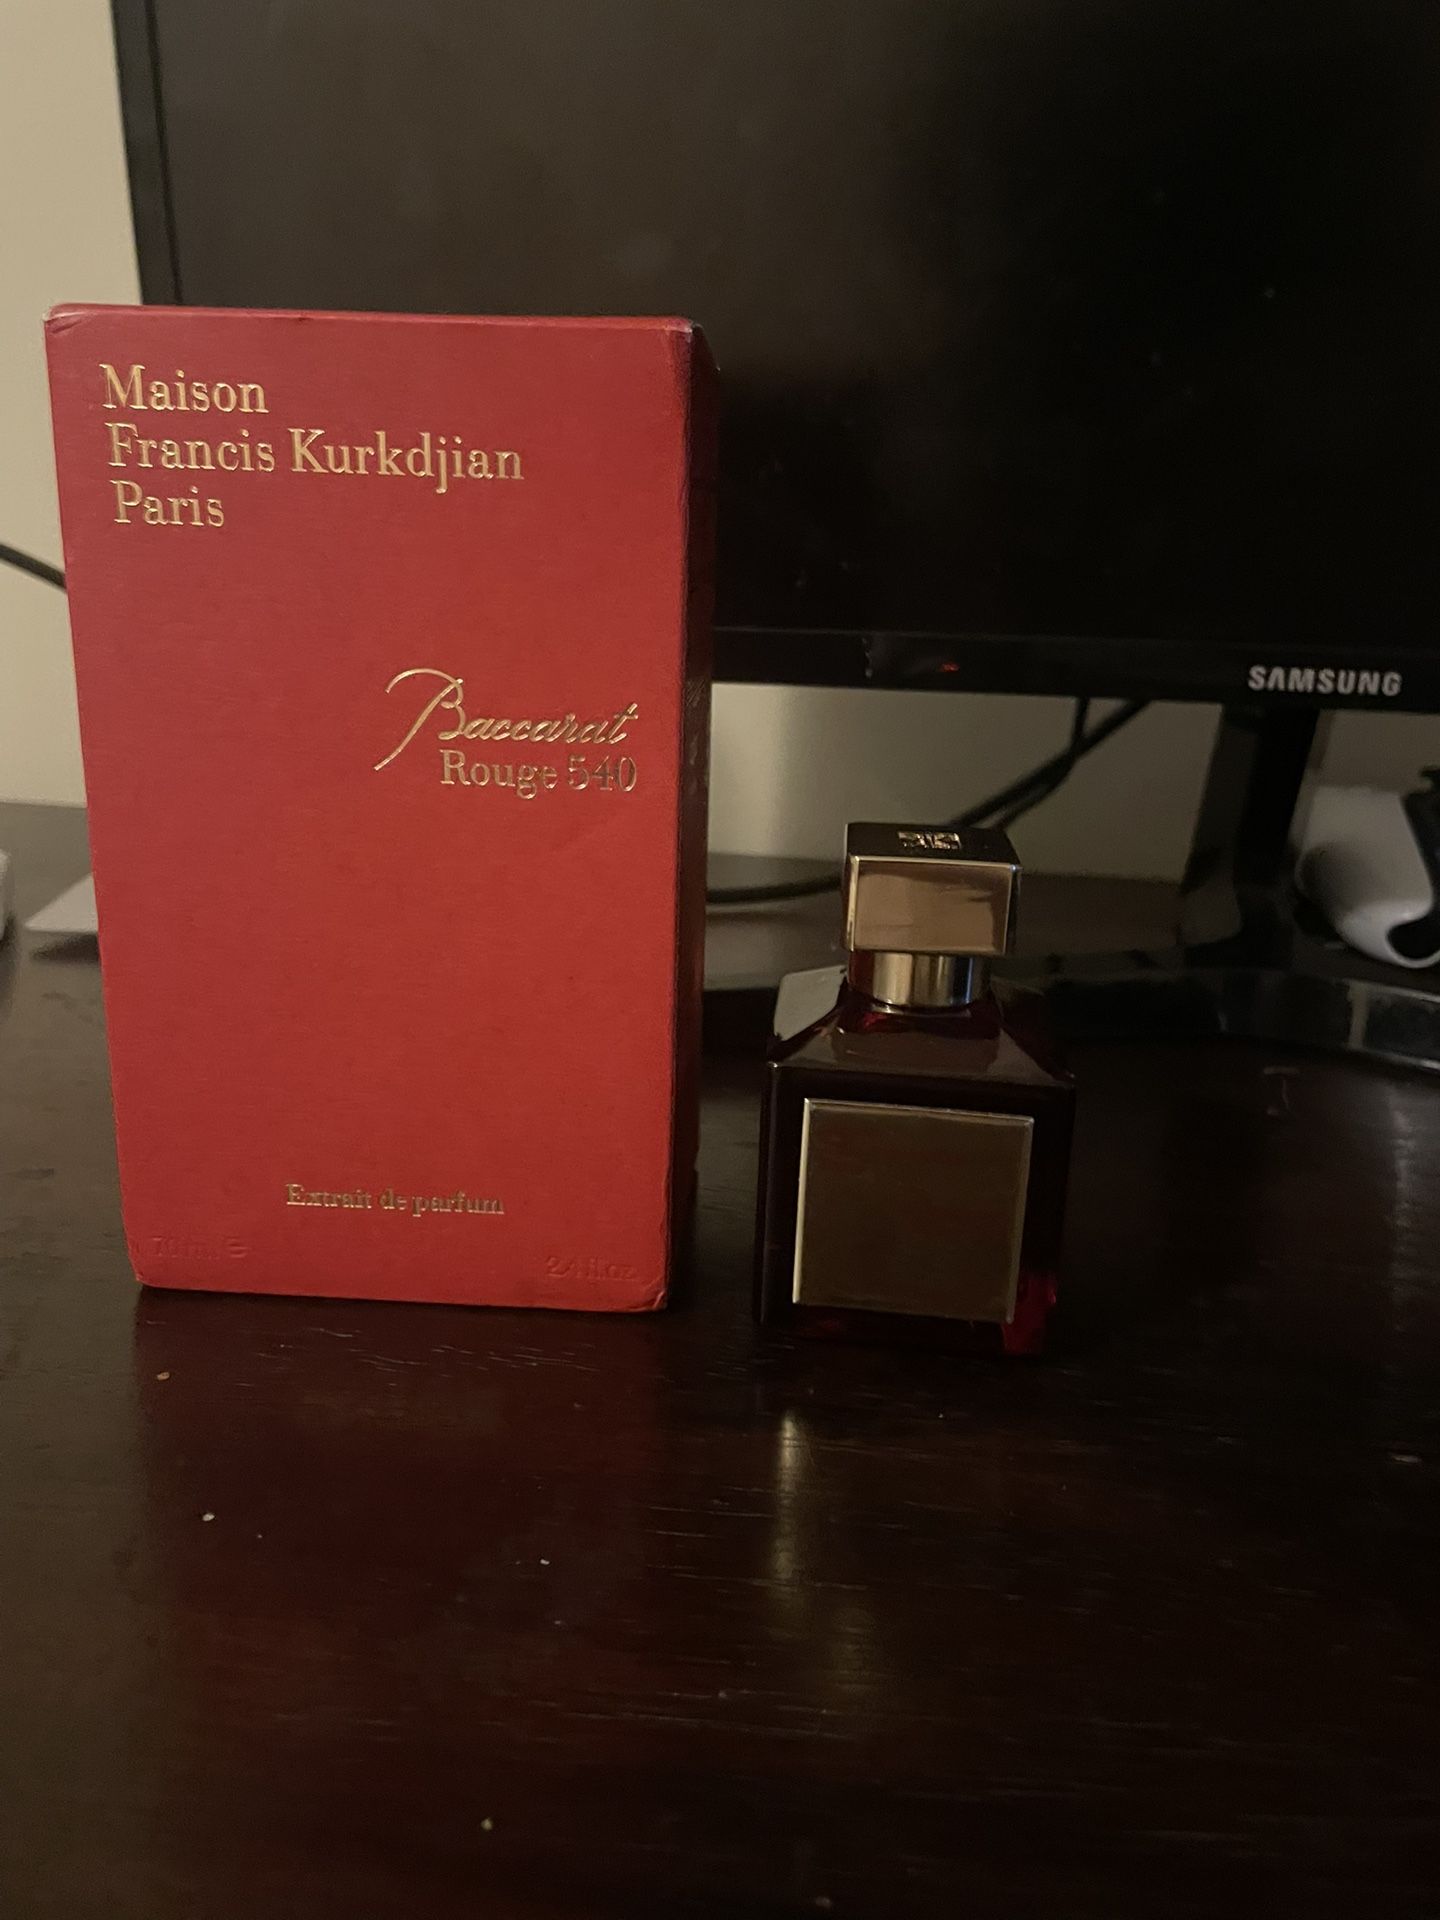 Maison
Francis Kurkdjian
Paris
Baccarat
Rouge 540
Extrait de parfum
SAMSUNG